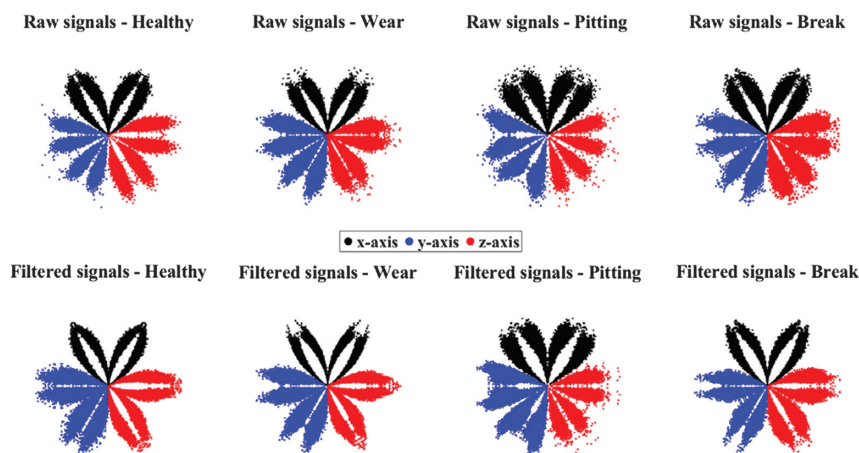 Raw signals - Healthy
Raw signals - Wear
Raw signals - Pitting
Raw signals - Break
x-axis y-axis z-axis
Filtered signals - Healthy
Filtered signals - Wear
Filtered signals - Pitting
Filtered signals - Break